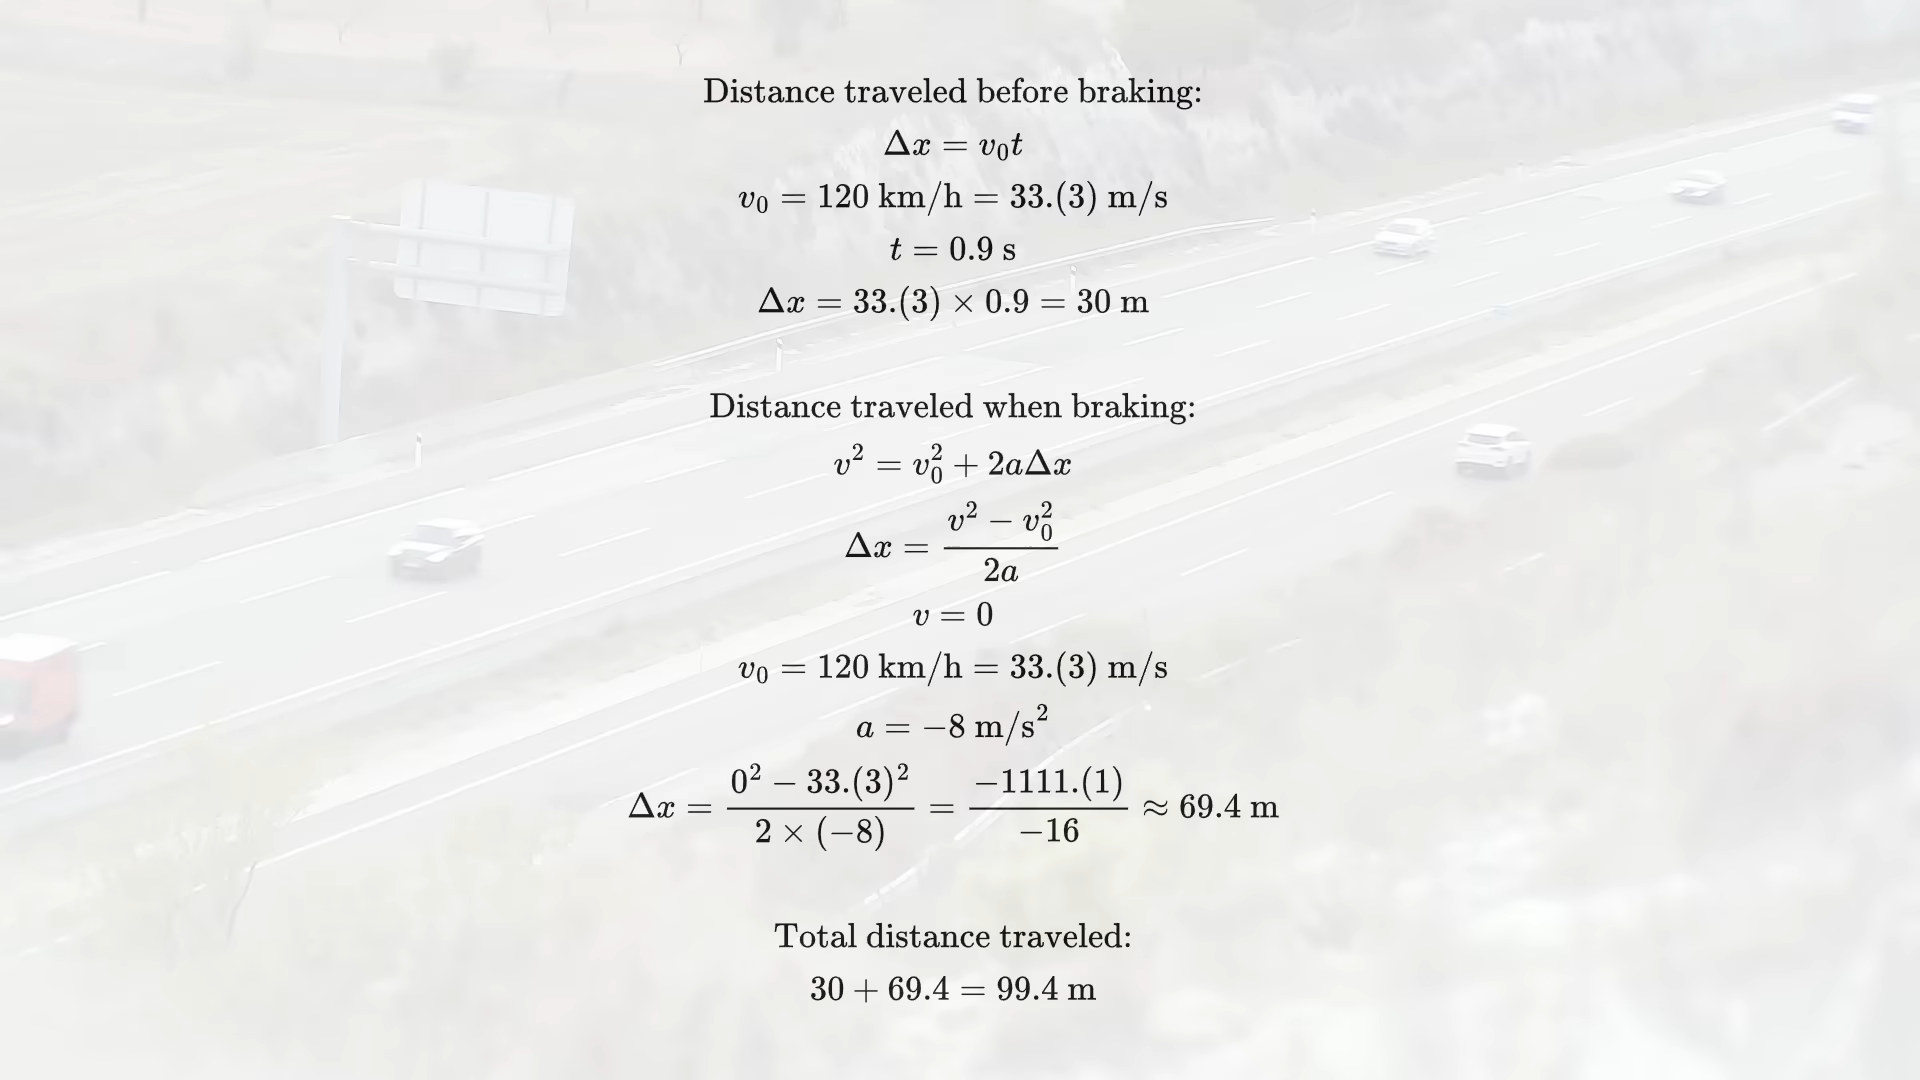 Distance traveled before braking:
Δx = v₀t
v₀ = 120 km/h = 33.(3) m/s
t = 0.9 s
Δx = 33.(3) × 0.9 = 30 m
Distance traveled when braking:
v² = v₀² + 2aΔx
Δx = (v² − v₀²) / 2a
v = 0
v₀ = 120 km/h = 33.(3) m/s
a = −8 m/s²
Δx = (0² − 33.(3)²) / (2 × (−8)) = −1111.(1) / −16 ≈ 69.4 m
Total distance traveled:
30 + 69.4 = 99.4 m